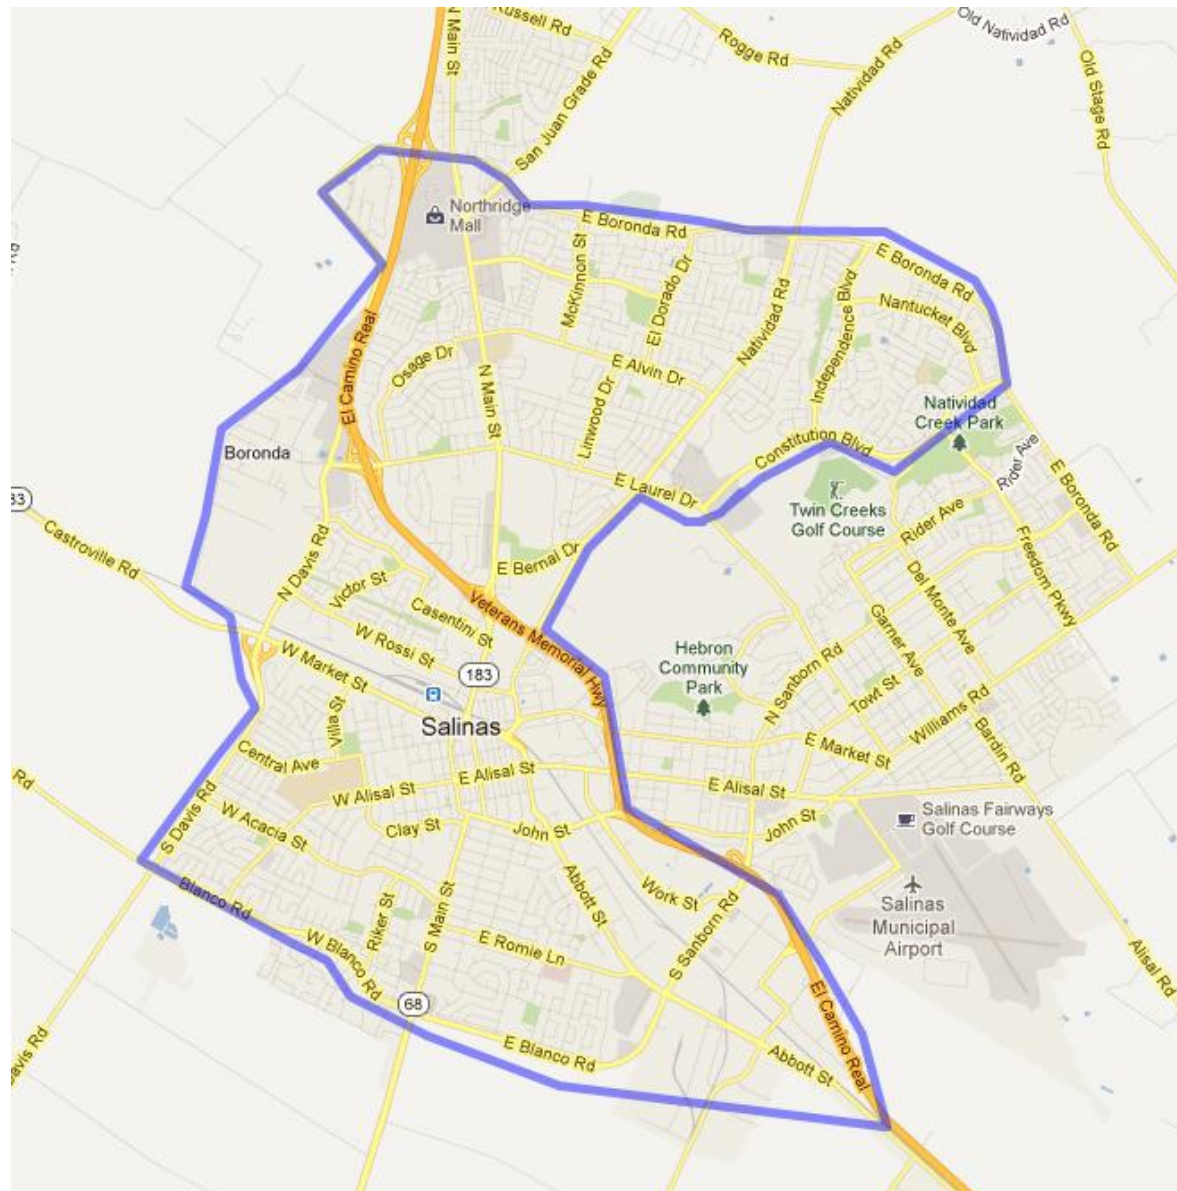 Russell Rd
N Main St
San Juan Grade Rd
Rogge Rd
Old Natividad Rd
Natividad Rd
Old Stage Rd
Northridge
Mall
E Boronda Rd
McKinnon St
El Dorado Dr
Natividad Rd
Independence Blvd
E Boronda Rd
Nantucket Blvd
El Camino Real
Osage Dr
N Main St
E Alvin Dr
Linwood Dr
Natividad
Creek Park
Constitution Blvd
Boronda
E Laurel Dr
Twin Creeks
Golf Course
Rider Ave
Rider Ave
E Boronda Rd
Castroville Rd
N Davis Rd
Victor St
E Bernal Dr
Casentini St
W Rossi St
Veterans Memorial Hwy
Del Monte Ave
Freedom Pkwy
Garner Ave
W Market St
183
Hebron
Community
Park
N Sanborn Rd
Towt St
Williams Rd
Villa St
Salinas
E Market St
Bardin Rd
Central Ave
E Alisal St
W Alisal St
E Alisal St
S Davis Rd
W Acacia St
Clay St
John St
John St
Salinas Fairways
Golf Course
Blanco Rd
Riker St
S Main St
Abbott St
Work St
S Sanborn Rd
Salinas
Municipal
Airport
W Blanco Rd
E Romie Ln
Alisal Rd
68
E Blanco Rd
Abbott St
El Camino Real
Rd